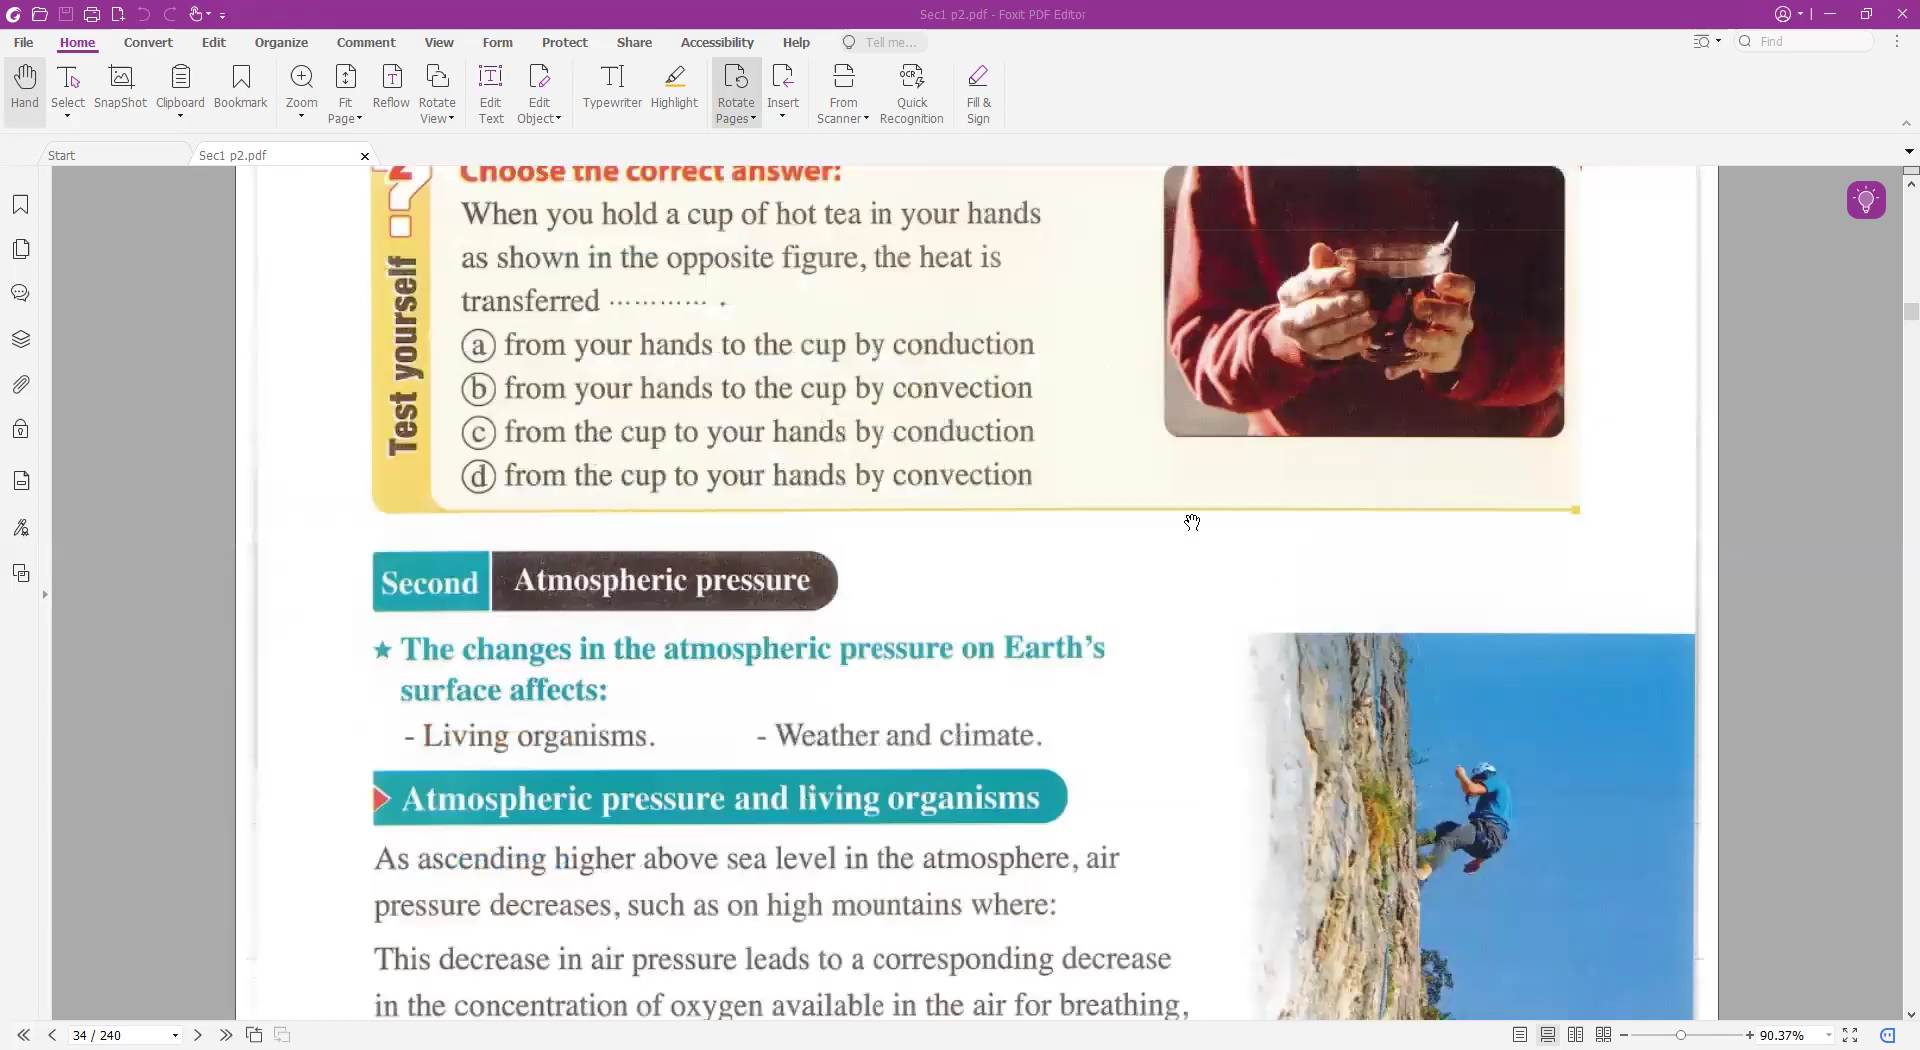 Sec1 p2.pdf - Foxit PDF Editor
File Home Convert Edit Organize Comment View Form Protect Share Accessibility Help Tell me... Find
Hand Select SnapShot Clipboard Bookmark Zoom Fit Page Reflow Rotate View Edit Text Edit Object Typewriter Highlight Rotate Pages Insert From Scanner Quick Recognition Fill & Sign
OCR
Start Sec1 p2.pdf
Test yourself
Choose the correct answer:
When you hold a cup of hot tea in your hands
as shown in the opposite figure, the heat is
transferred ............ .
a from your hands to the cup by conduction
b from your hands to the cup by convection
c from the cup to your hands by conduction
d from the cup to your hands by convection
Second Atmospheric pressure
★ The changes in the atmospheric pressure on Earth's
surface affects:
- Living organisms. - Weather and climate.
Atmospheric pressure and living organisms
As ascending higher above sea level in the atmosphere, air
pressure decreases, such as on high mountains where:
This decrease in air pressure leads to a corresponding decrease
in the concentration of oxygen available in the air for breathing,
34 / 240 90.37%